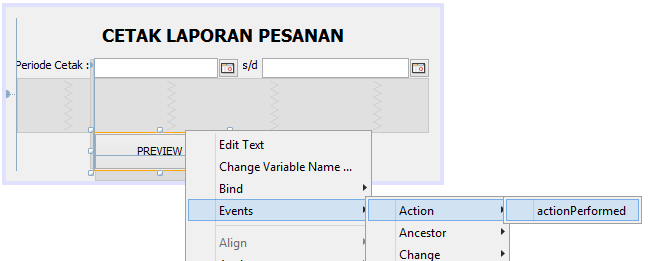 CETAK LAPORAN PESANAN
Periode Cetak : s/d
PREVIEW
Edit Text
Change Variable Name ...
Bind
Events
Action
actionPerformed
Align
Ancestor
Change